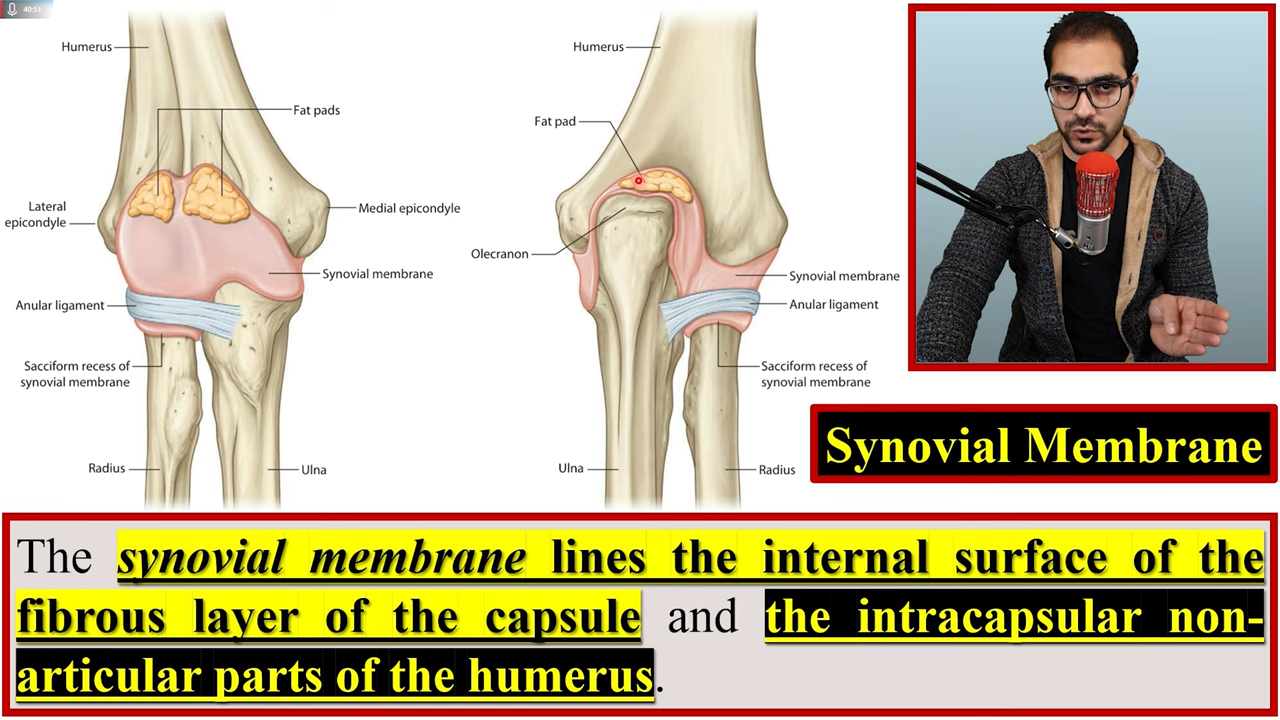 40:51
Humerus
Fat pads
Lateral
epicondyle
Medial epicondyle
Synovial membrane
Anular ligament
Sacciform recess of
synovial membrane
Radius
Ulna
Humerus
Fat pad
Olecranon
Synovial membrane
Anular ligament
Sacciform recess of
synovial membrane
Ulna
Radius
Synovial Membrane
The synovial membrane lines the internal surface of the
fibrous layer of the capsule and the intracapsular non-
articular parts of the humerus.